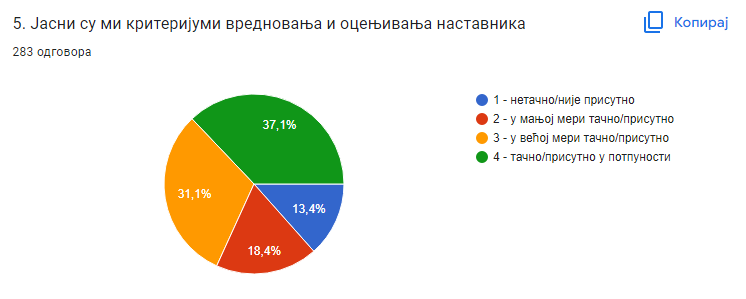 5. Јасни су ми критеријуми вредновања и оцењивања наставника
Копирај
283 одговора
37,1%
31,1%
13,4%
18,4%
1 - нетачно/није присутно
2 - у мањој мери тачно/присутно
3 - у већој мери тачно/присутно
4 - тачно/присутно у потпуности